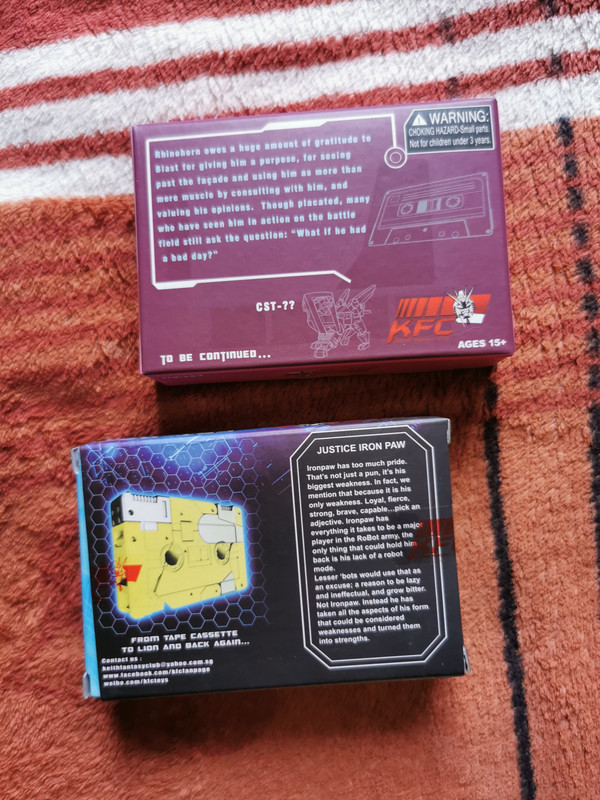 Rhinohorn owes a huge amount of gratitude to
Blast for giving him a purpose, for seeing
past the façade and using him as more than
mere muscle by consulting with him, and
valuing his opinions. Though placated, many
who have seen him in action on the battle
field still ask the question: "What if he had
a bad day?"
WARNING:
CHOKING HAZARD-Small parts.
Not for children under 3 years.
CST-??
KFC
TO BE CONTINUED...
AGES 15+
JUSTICE IRON PAW
Ironpaw has too much pride.
That's not just a pun, it's his
biggest weakness. In fact, we
mention that because it is his
only weakness. Loyal, fierce,
strong, brave, capable...pick an
adjective. Ironpaw has
everything it takes to be a major
player in the RoBot army, the
only thing that could hold him
back is his lack of a robot
mode.
Lesser 'bots would use that as
an excuse; a reason to be lazy
and ineffectual, and grow bitter.
Not Ironpaw. Instead he has
taken all the aspects of his form
that could be considered
weaknesses and turned them
into strengths.
FROM TAPE CASSETTE
TO LION AND BACK AGAIN...
Contact us :
keithfantasyclub@yahoo.com.sg
www.facebook.com/kfcfanpage
weibo.com/kfctoys